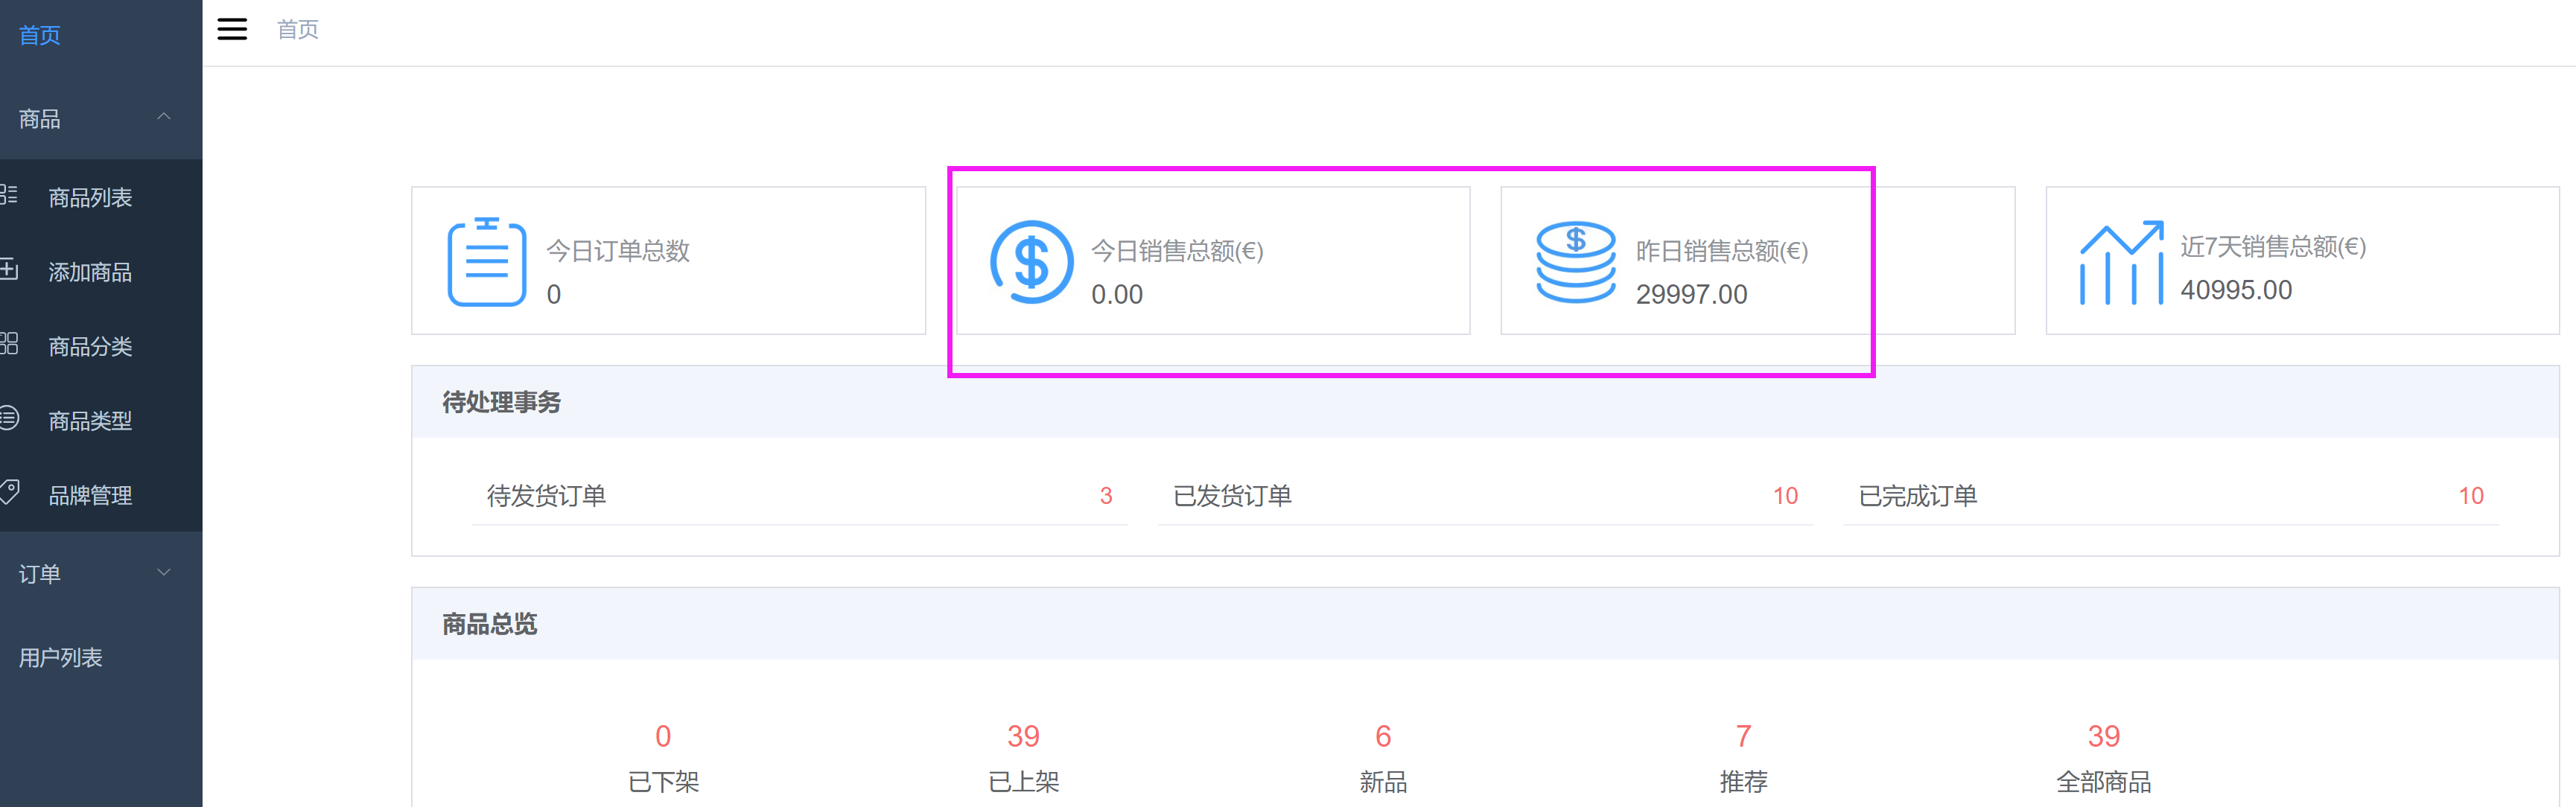 首页
首页
商品
商品列表
添加商品
商品分类
商品类型
品牌管理
订单
用户列表
今日订单总数
0
今日销售总额(€)
0.00
昨日销售总额(€)
29997.00
近7天销售总额(€)
40995.00
待处理事务
待发货订单 3
已发货订单 10
已完成订单 10
商品总览
0
已下架
39
已上架
6
新品
7
推荐
39
全部商品